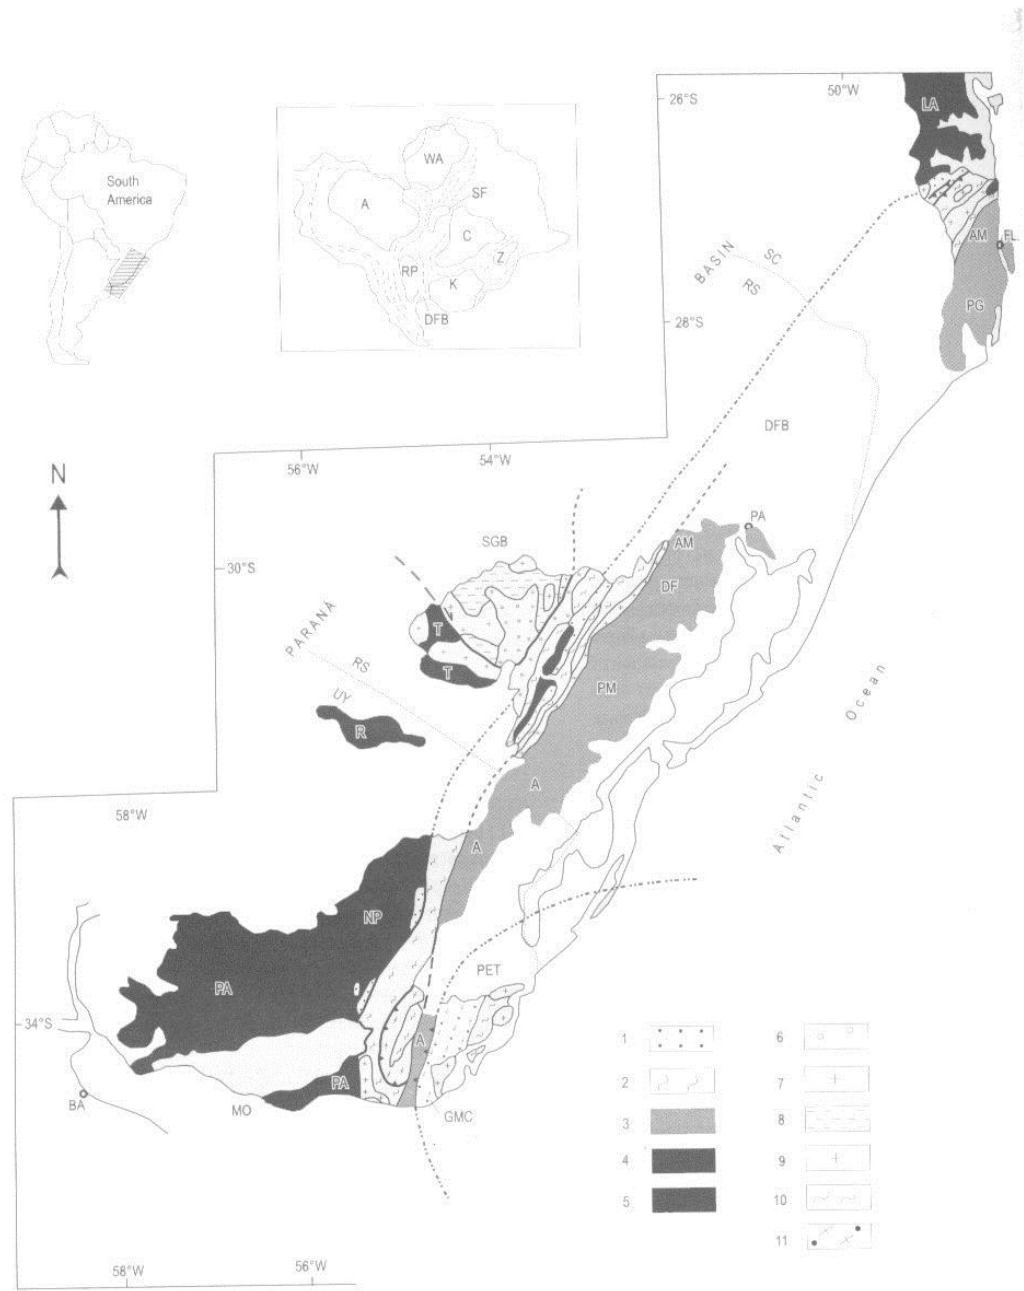 26°S
50°W
LA
South
America
WA
A
SF
C
Z
RP
K
DFB
BASIN
SC
RS
AM
FL
PG
28°S
DFB
N
56°W
54°W
SGB
PA
AM
30°S
DF
T
T
PARANÁ
RS
UY
R
PM
A
Atlantic Ocean
58°W
A
NP
PA
PET
34°S
A
PA
BA
MO
GMC
1
2
3
4
5
6
7
8
9
10
11
58°W
56°W